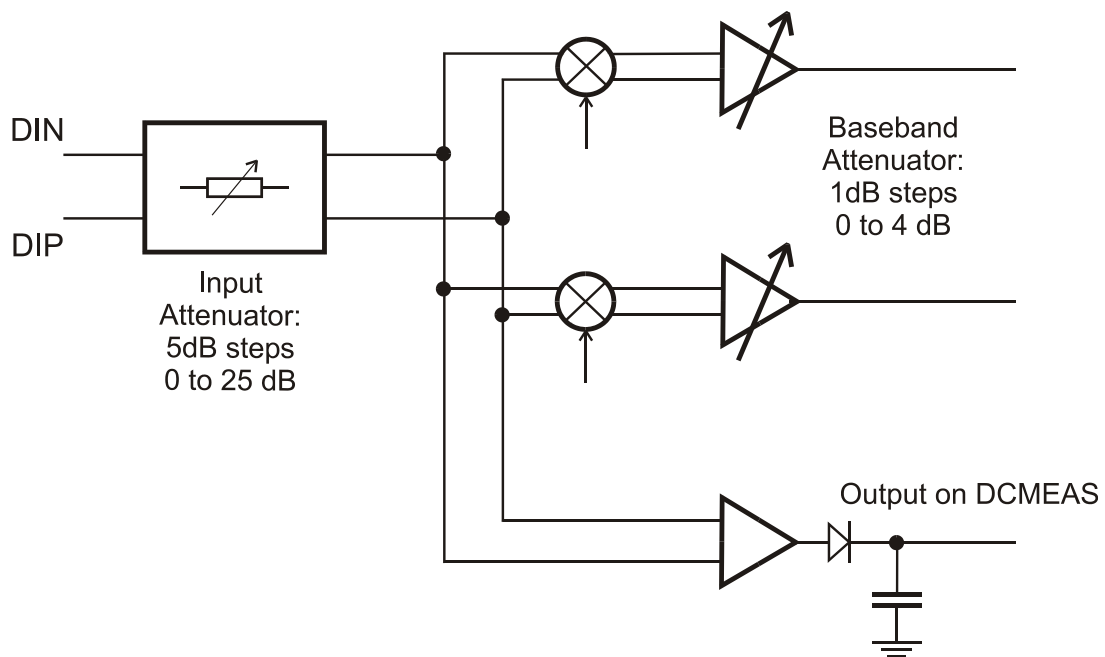 DIN
DIP
Input
Attenuator:
5dB steps
0 to 25 dB
Baseband
Attenuator:
1dB steps
0 to 4 dB
Output on DCMEAS